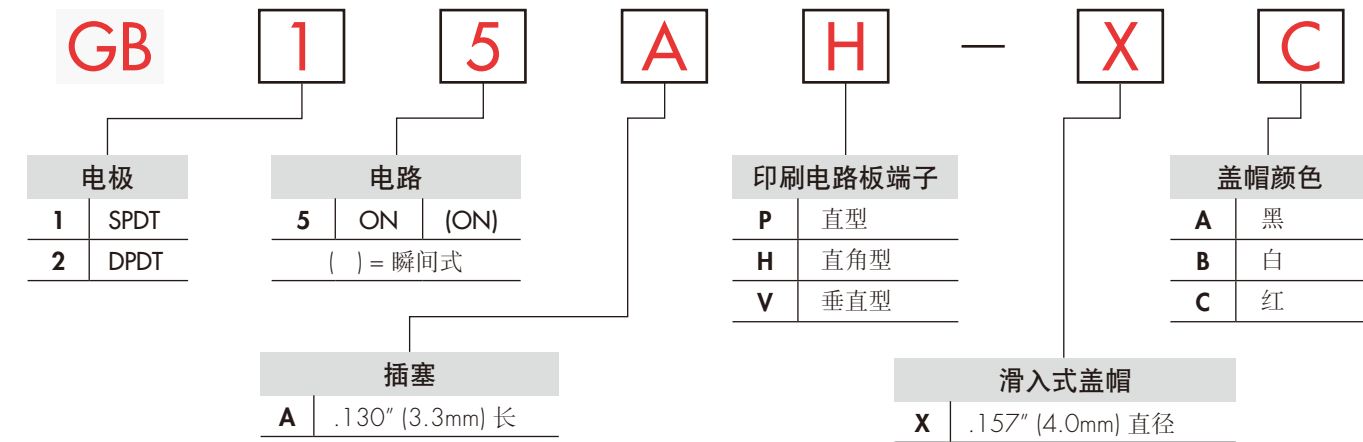 GB 1 5 A H — X C
电极
1 SPDT
2 DPDT
电路
5 ON (ON)
( ) = 瞬间式
印刷电路板端子
P 直型
H 直角型
V 垂直型
盖帽颜色
A 黑
B 白
C 红
插塞
A .130" (3.3mm) 长
滑入式盖帽
X .157" (4.0mm) 直径